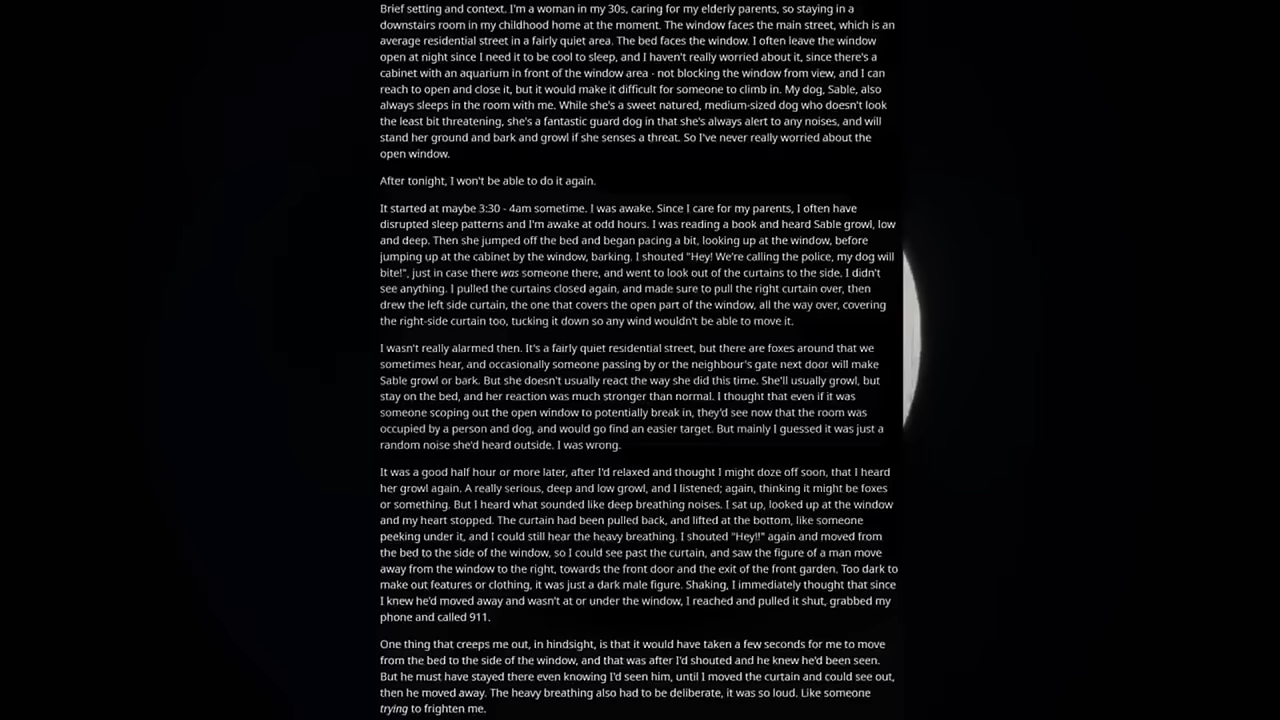 Brief setting and context. I'm a woman in my 30s, caring for my elderly parents, so staying in a
downstairs room in my childhood home at the moment. The window faces the main street, which is an
average residential street in a fairly quiet area. The bed faces the window. I often leave the window
open at night since I need it to be cool to sleep, and I haven't really worried about it, since there's a
cabinet with an aquarium in front of the window area - not blocking the window from view, and I can
reach to open and close it, but it would make it difficult for someone to climb in. My dog, Sable, also
always sleeps in the room with me. While she's a sweet natured, medium-sized dog who doesn't look
the least bit threatening, she's a fantastic guard dog in that she's always alert to any noises, and will
stand her ground and bark and growl if she senses a threat. So I've never really worried about the
open window.
After tonight, I won't be able to do it again.
It started at maybe 3:30 - 4am sometime. I was awake. Since I care for my parents, I often have
disrupted sleep patterns and I'm awake at odd hours. I was reading a book and heard Sable growl, low
and deep. Then she jumped off the bed and began pacing a bit, looking up at the window, before
jumping up at the cabinet by the window, barking. I shouted "Hey! We're calling the police, my dog will
bite!", just in case there was someone there, and went to look out of the curtains to the side. I didn't
see anything. I pulled the curtains closed again, and made sure to pull the right curtain over, then
drew the left side curtain, the one that covers the open part of the window, all the way over, covering
the right-side curtain too, tucking it down so any wind wouldn't be able to move it.
I wasn't really alarmed then. It's a fairly quiet residential street, but there are foxes around that we
sometimes hear, and occasionally someone passing by or the neighbour's gate next door will make
Sable growl or bark. But she doesn't usually react the way she did this time. She'll usually growl, but
stay on the bed, and her reaction was much stronger than normal. I thought that even if it was
someone scoping out the open window to potentially break in, they'd see now that the room was
occupied by a person and dog, and would go find an easier target. But mainly I guessed it was just a
random noise she'd heard outside. I was wrong.
It was a good half hour or more later, after I'd relaxed and thought I might doze off soon, that I heard
her growl again. A really serious, deep and low growl, and I listened; again, thinking it might be foxes
or something. But I heard what sounded like deep breathing noises. I sat up, looked up at the window
and my heart stopped. The curtain had been pulled back, and lifted at the bottom, like someone
peeking under it, and I could still hear the heavy breathing. I shouted "Hey!!" again and moved from
the bed to the side of the window, so I could see past the curtain, and saw the figure of a man move
away from the window to the right, towards the front door and the exit of the front garden. Too dark to
make out features or clothing, it was just a dark male figure. Shaking, I immediately thought that since
I knew he'd moved away and wasn't at or under the window, I reached and pulled it shut, grabbed my
phone and called 911.
One thing that creeps me out, in hindsight, is that it would have taken a few seconds for me to move
from the bed to the side of the window, and that was after I'd shouted and he knew he'd been seen.
But he must have stayed there even knowing I'd seen him, until I moved the curtain and could see out,
then he moved away. The heavy breathing also had to be deliberate, it was so loud. Like someone
trying to frighten me.